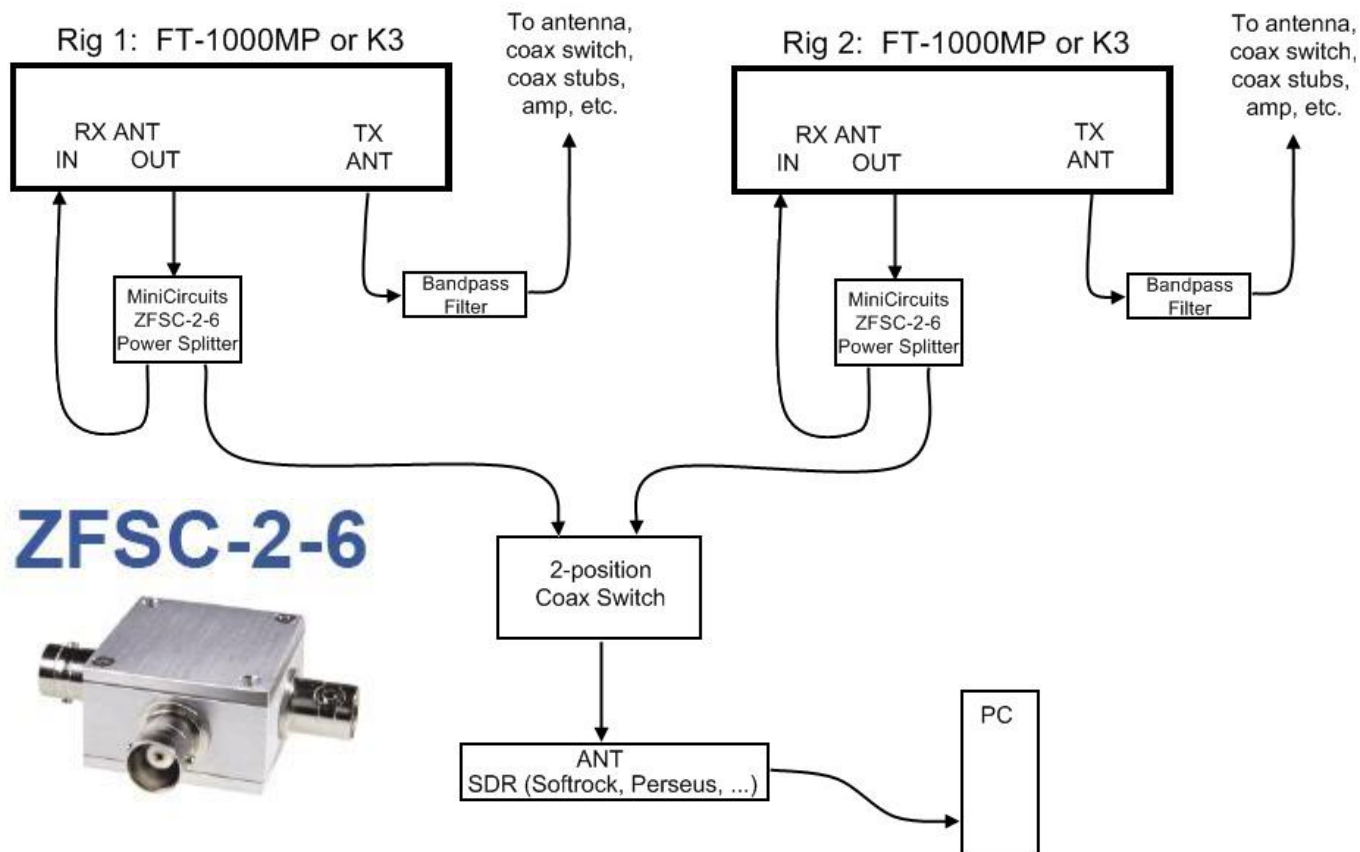 Rig 1:  FT-1000MP or K3
To antenna,
coax switch,
coax stubs,
amp, etc.
RX ANT
IN OUT
TX
ANT
MiniCircuits
ZFSC-2-6
Power Splitter
Bandpass
Filter
Rig 2:  FT-1000MP or K3
To antenna,
coax switch,
coax stubs,
amp, etc.
RX ANT
IN OUT
TX
ANT
MiniCircuits
ZFSC-2-6
Power Splitter
Bandpass
Filter
ZFSC-2-6
2-position
Coax Switch
ANT
SDR (Softrock, Perseus, ...)
PC